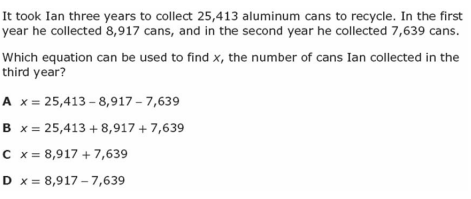 It took Ian three years to collect 25,413 aluminum cans to recycle. In the first
year he collected 8,917 cans, and in the second year he collected 7,639 cans.
Which equation can be used to find x, the number of cans Ian collected in the
third year?
A x = 25,413 – 8,917 – 7,639
B x = 25,413 + 8,917 + 7,639
C x = 8,917 + 7,639
D x = 8,917 – 7,639